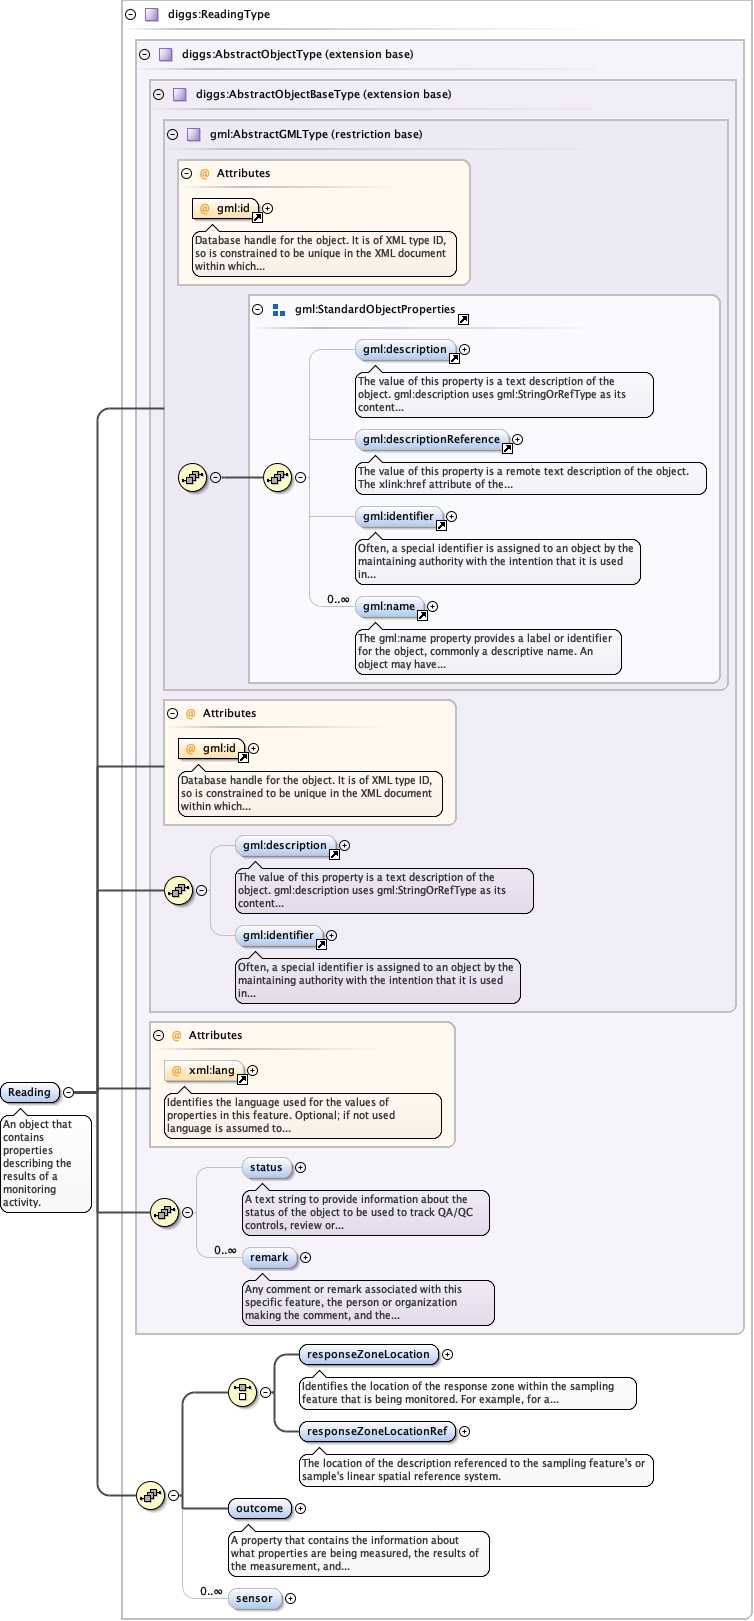 diggs:ReadingType
diggs:AbstractObjectType (extension base)
diggs:AbstractObjectBaseType (extension base)
gml:AbstractGMLType (restriction base)
@ Attributes
@ gml:id
Database handle for the object. It is of XML type ID,
so is constrained to be unique in the XML document
within which...
gml:StandardObjectProperties
gml:description
The value of this property is a text description of the
object. gml:description uses gml:StringOrRefType as its
content...
gml:descriptionReference
The value of this property is a remote text description of the object.
The xlink:href attribute of the...
gml:identifier
Often, a special identifier is assigned to an object by the
maintaining authority with the intention that it is used
in...
0..∞
gml:name
The gml:name property provides a label or identifier
for the object, commonly a descriptive name. An
object may have...
@ Attributes
@ gml:id
Database handle for the object. It is of XML type ID,
so is constrained to be unique in the XML document
within which...
gml:description
The value of this property is a text description of the
object. gml:description uses gml:StringOrRefType as its
content...
gml:identifier
Often, a special identifier is assigned to an object by the
maintaining authority with the intention that it is used
in...
@ Attributes
@ xml:lang
Identifies the language used for the values of
properties in this feature. Optional; if not used
language is assumed to...
Reading
An object that
contains
properties
describing the
results of a
monitoring
activity.
status
A text string to provide information about the
status of the object to be used to track QA/QC
controls, review or...
0..∞
remark
Any comment or remark associated with this
specific feature, the person or organization
making the comment, and the...
responseZoneLocation
Identifies the location of the response zone within the sampling
feature that is being monitored. For example, for a...
responseZoneLocationRef
The location of the description referenced to the sampling feature's or
sample's linear spatial reference system.
outcome
A property that contains the information about
what properties are being measured, the results of
the measurement, and...
0..∞
sensor